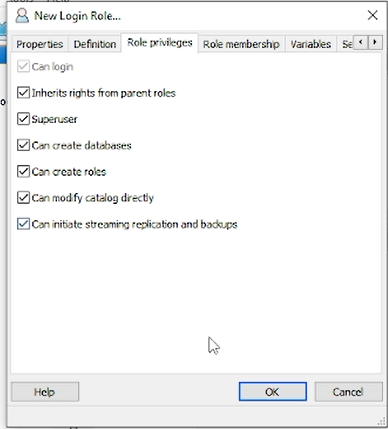 New Login Role...
Properties Definition Role privileges Role membership Variables Se
Can login
Inherits rights from parent roles
Superuser
Can create databases
Can create roles
Can modify catalog directly
Can initiate streaming replication and backups
Help OK Cancel